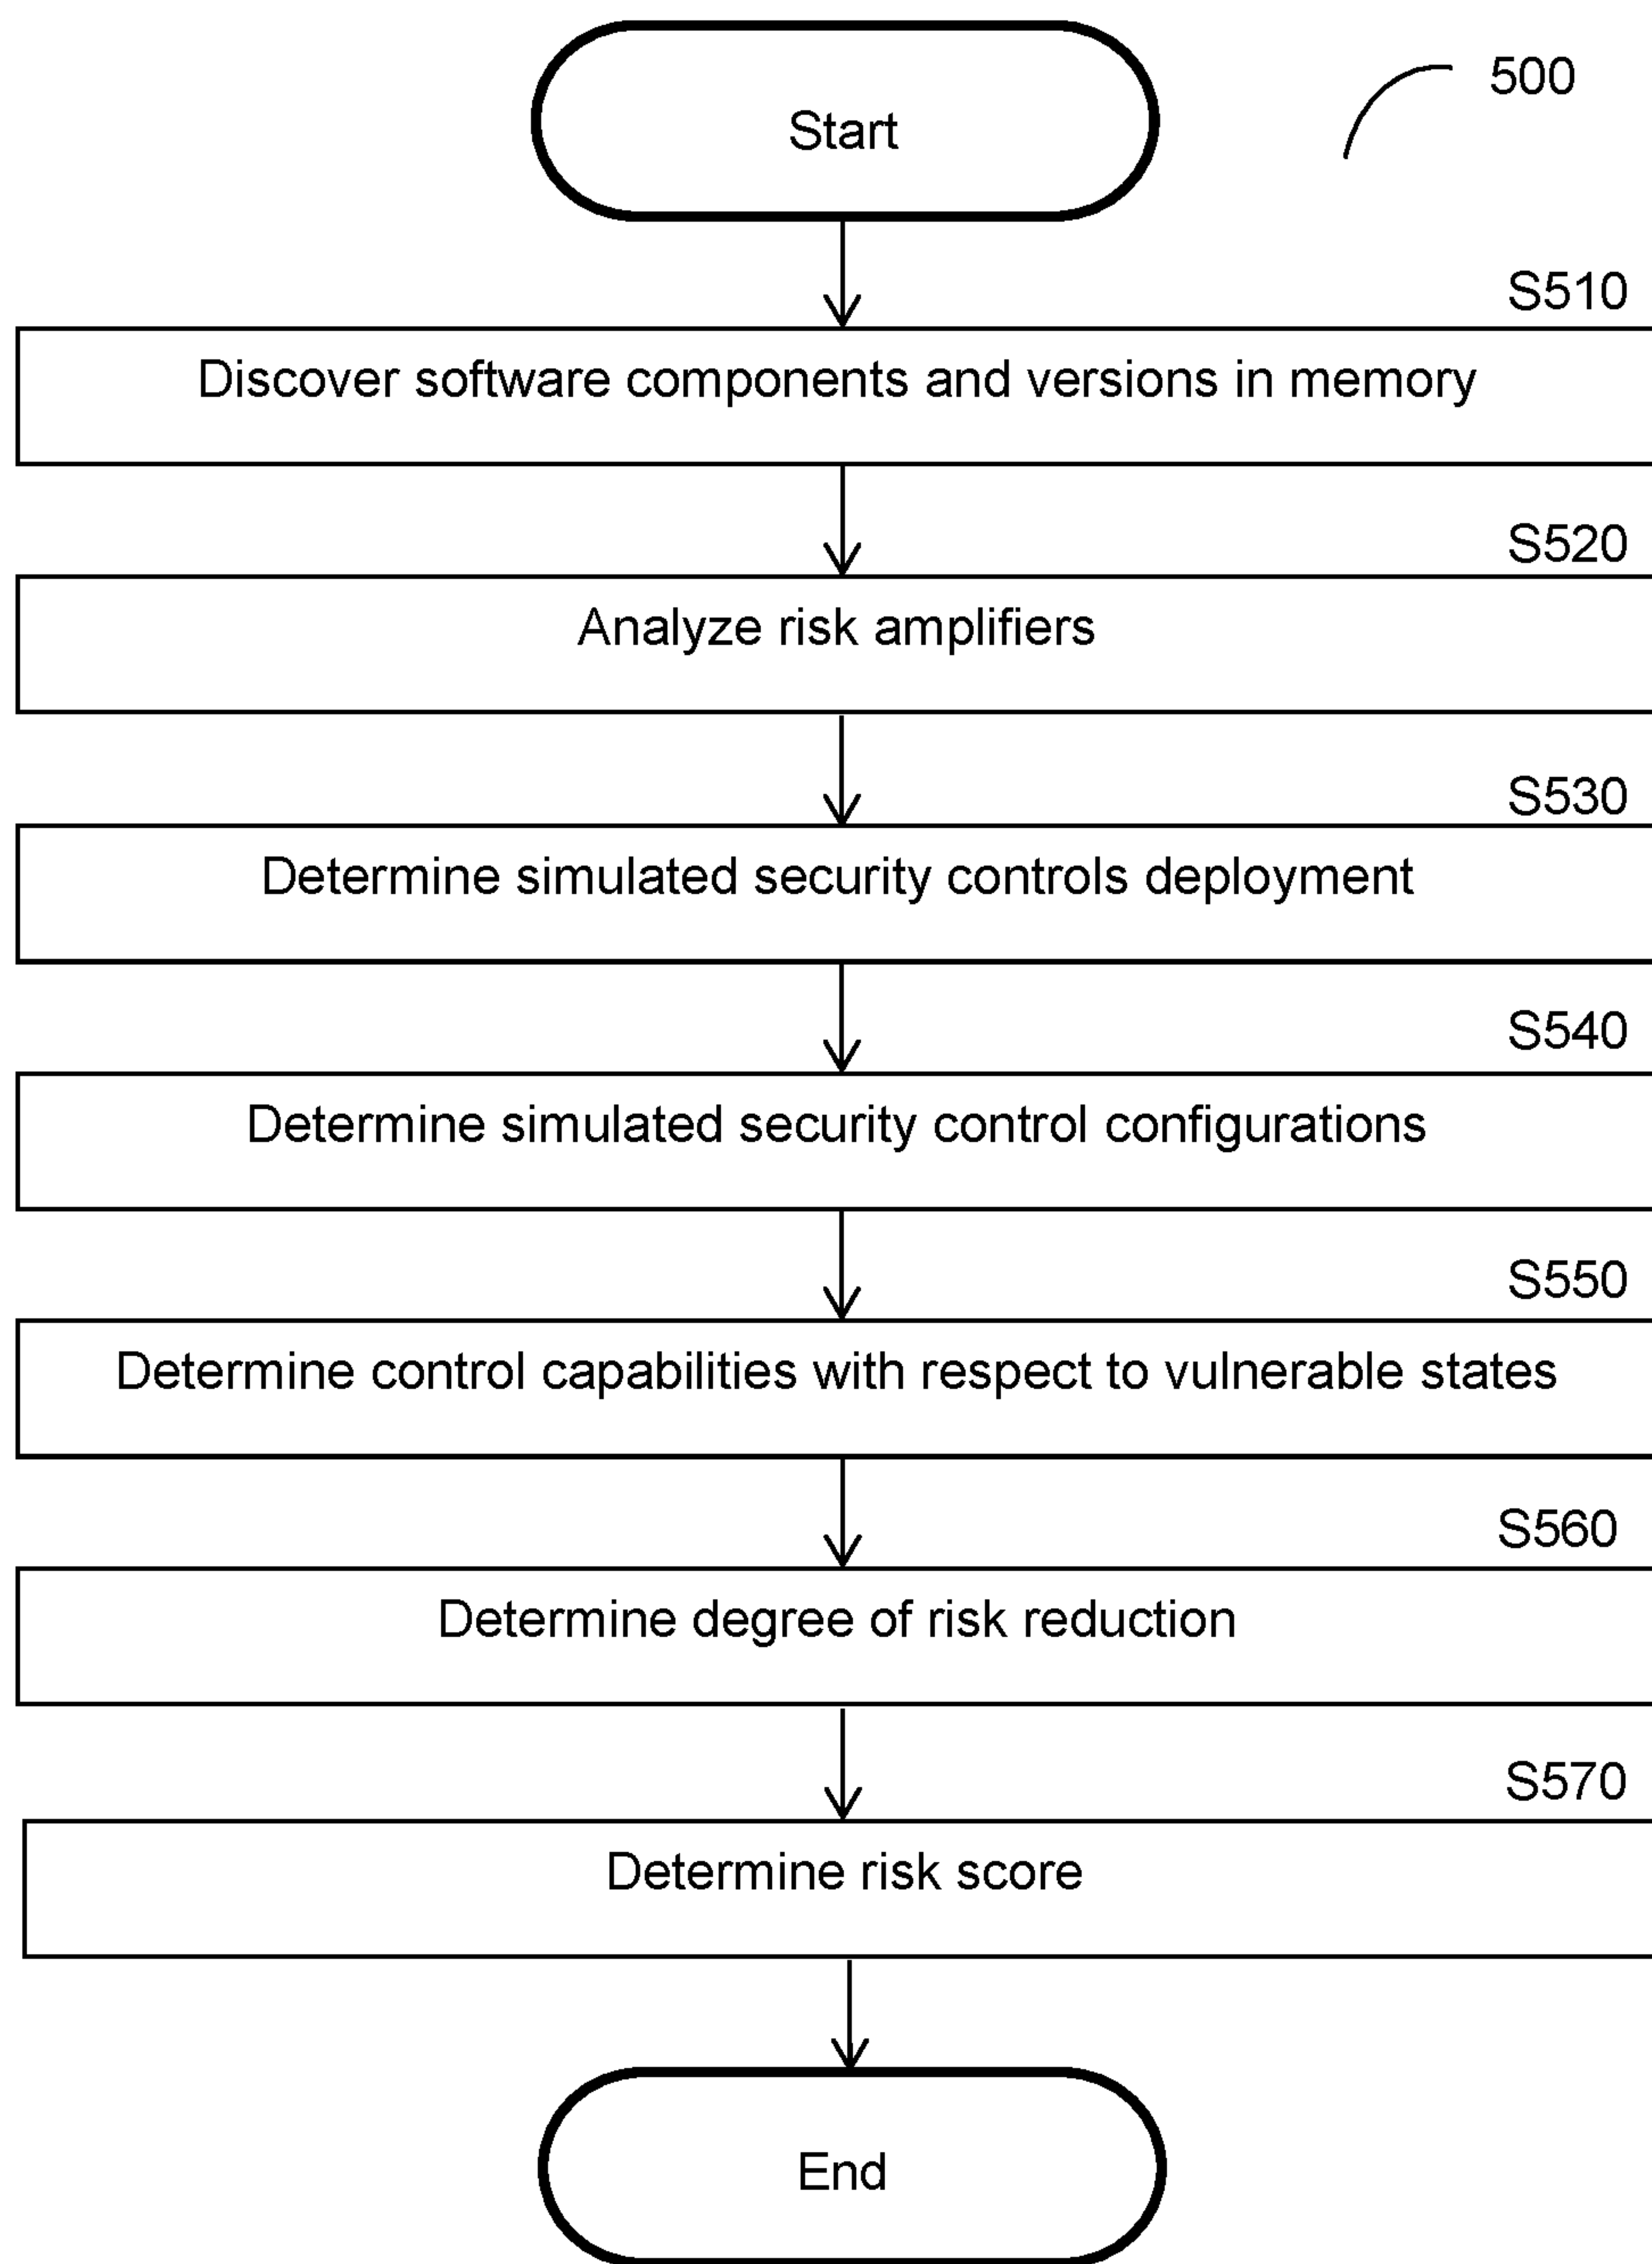 Start
500
S510
Discover software components and versions in memory
S520
Analyze risk amplifiers
S530
Determine simulated security controls deployment
S540
Determine simulated security control configurations
S550
Determine control capabilities with respect to vulnerable states
S560
Determine degree of risk reduction
S570
Determine risk score
End